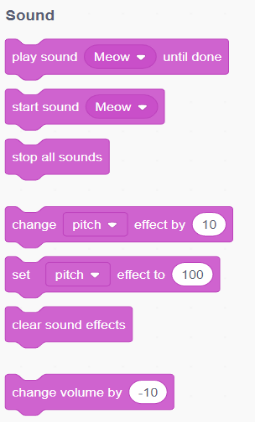 Sound
play sound Meow until done
start sound Meow
stop all sounds
change pitch effect by 10
set pitch effect to 100
clear sound effects
change volume by -10